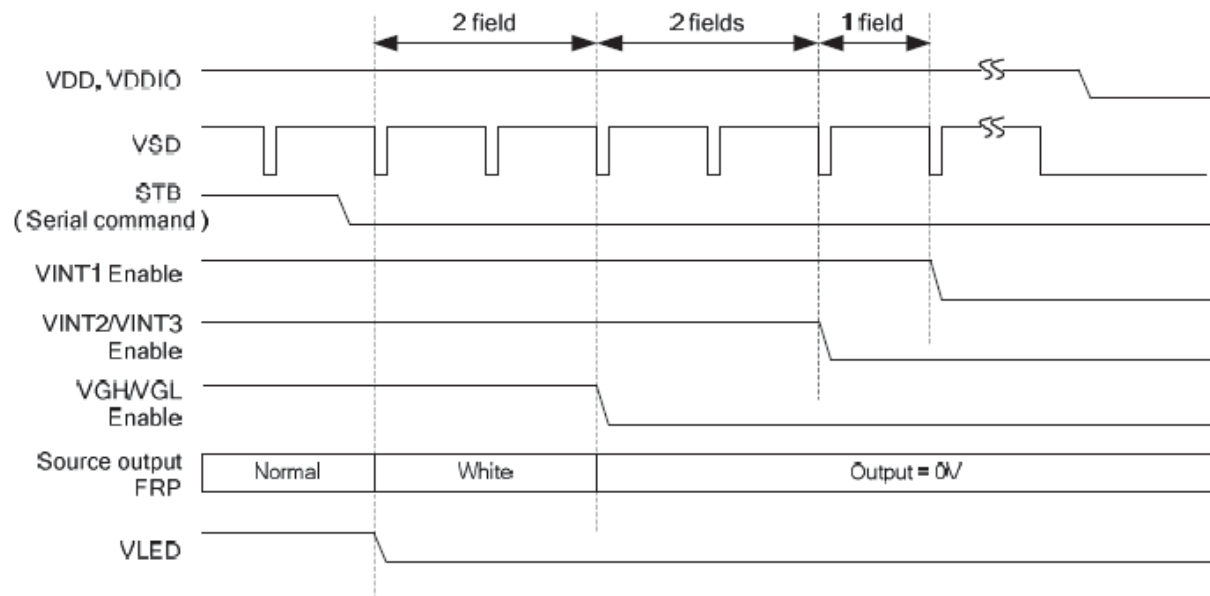 2 field
2 fields
1 field
VDD, VDDIO
VSD
STB
( Serial command )
VINT1 Enable
VINT2/VINT3
Enable
VGH/VGL
Enable
Source output
FRP
Normal
White
Output = 0V
VLED